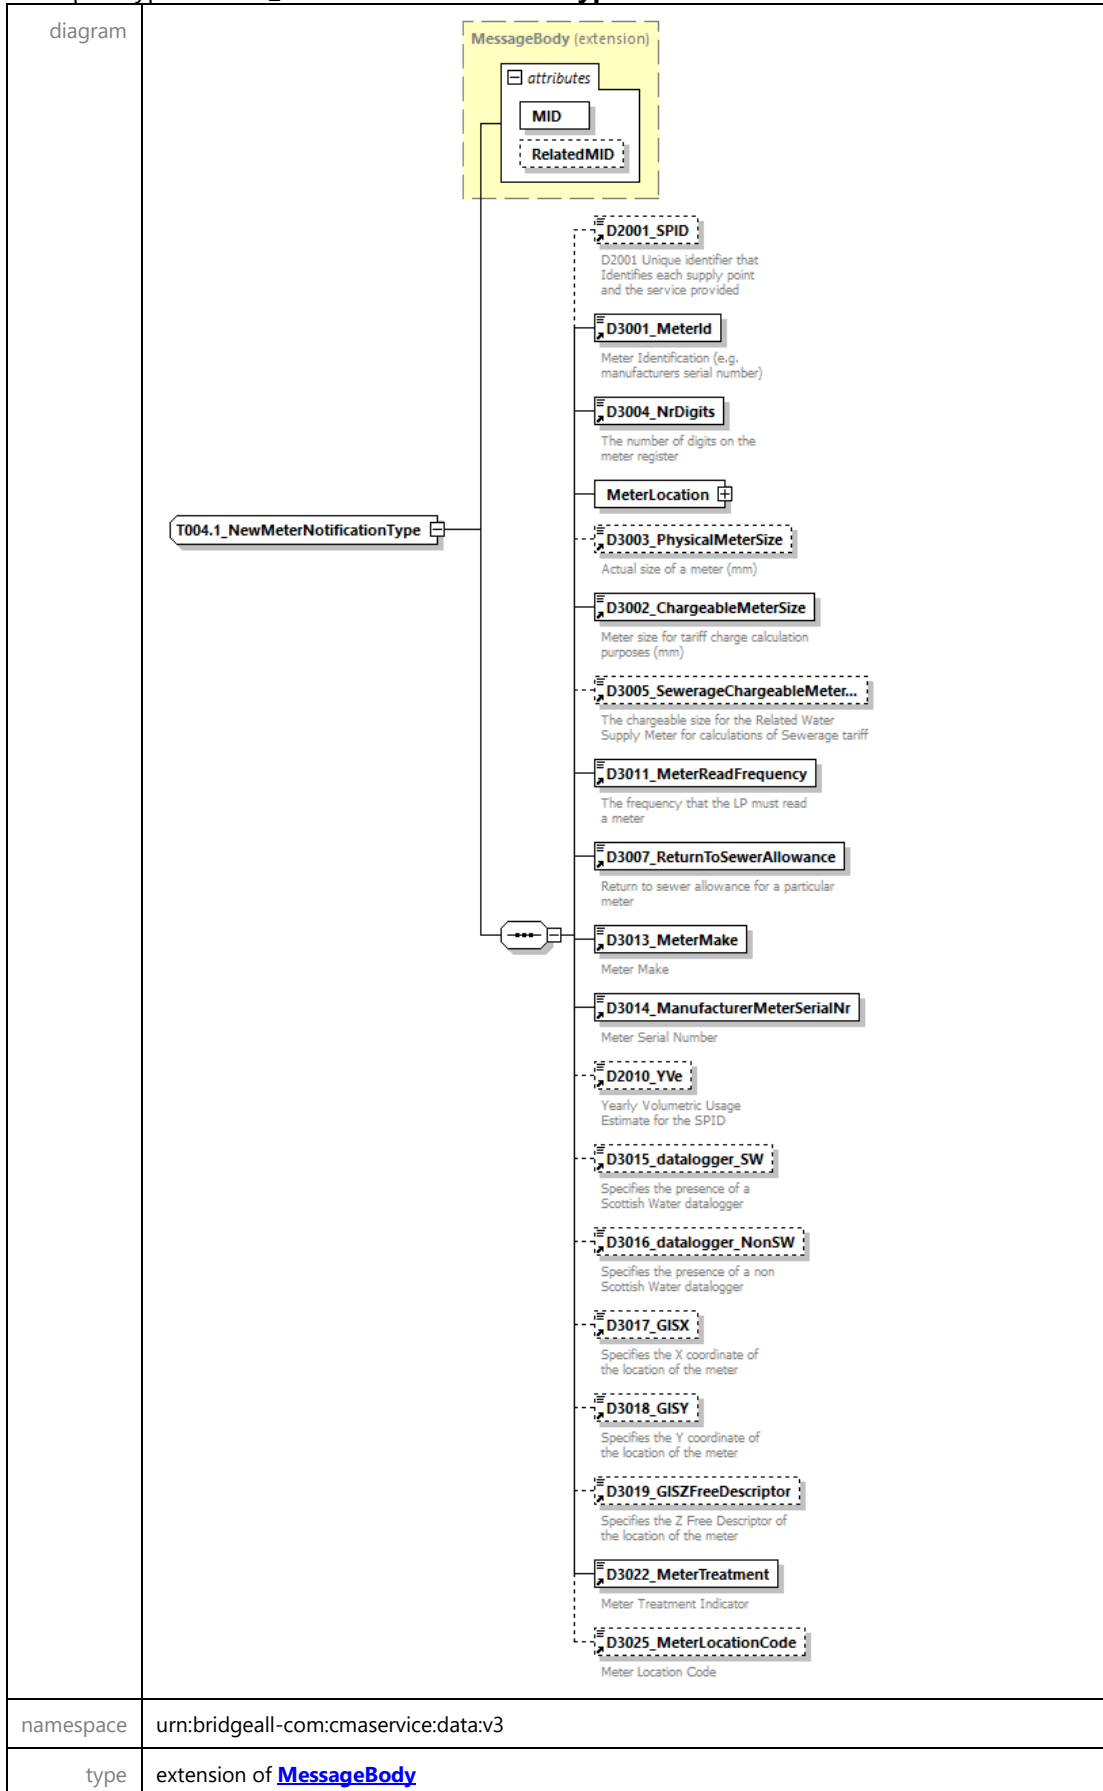 diagram
MessageBody (extension)
attributes
MID
RelatedMID
D2001_SPID
D2001 Unique identifier that
Identifies each supply point
and the service provided
D3001_MeterId
Meter Identification (e.g.
manufacturers serial number)
D3004_NrDigits
The number of digits on the
meter register
MeterLocation
T004.1_NewMeterNotificationType
D3003_PhysicalMeterSize
Actual size of a meter (mm)
D3002_ChargeableMeterSize
Meter size for tariff charge calculation
purposes (mm)
D3005_SewerageChargeableMeter...
The chargeable size for the Related Water
Supply Meter for calculations of Sewerage tariff
D3011_MeterReadFrequency
The frequency that the LP must read
a meter
D3007_ReturnToSewerAllowance
Return to sewer allowance for a particular
meter
D3013_MeterMake
Meter Make
D3014_ManufacturerMeterSerialNr
Meter Serial Number
D2010_YVe
Yearly Volumetric Usage
Estimate for the SPID
D3015_datalogger_SW
Specifies the presence of a
Scottish Water datalogger
D3016_datalogger_NonSW
Specifies the presence of a non
Scottish Water datalogger
D3017_GISX
Specifies the X coordinate of
the location of the meter
D3018_GISY
Specifies the Y coordinate of
the location of the meter
D3019_GISZFreeDescriptor
Specifies the Z Free Descriptor of
the location of the meter
D3022_MeterTreatment
Meter Treatment Indicator
D3025_MeterLocationCode
Meter Location Code
namespace urn:bridgeall-com:cmaservice:data:v3
type extension of MessageBody